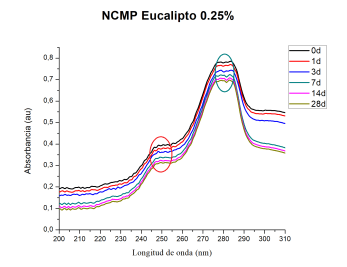 NCMP Eucalipto 0.25%
0d
1d
3d
7d
14d
28d
Absorbancia (au)
0,8
0,7
0,6
0,5
0,4
0,3
0,2
0,1
0,0
200 210 220 230 240 250 260 270 280 290 300 310
Longitud de onda (nm)